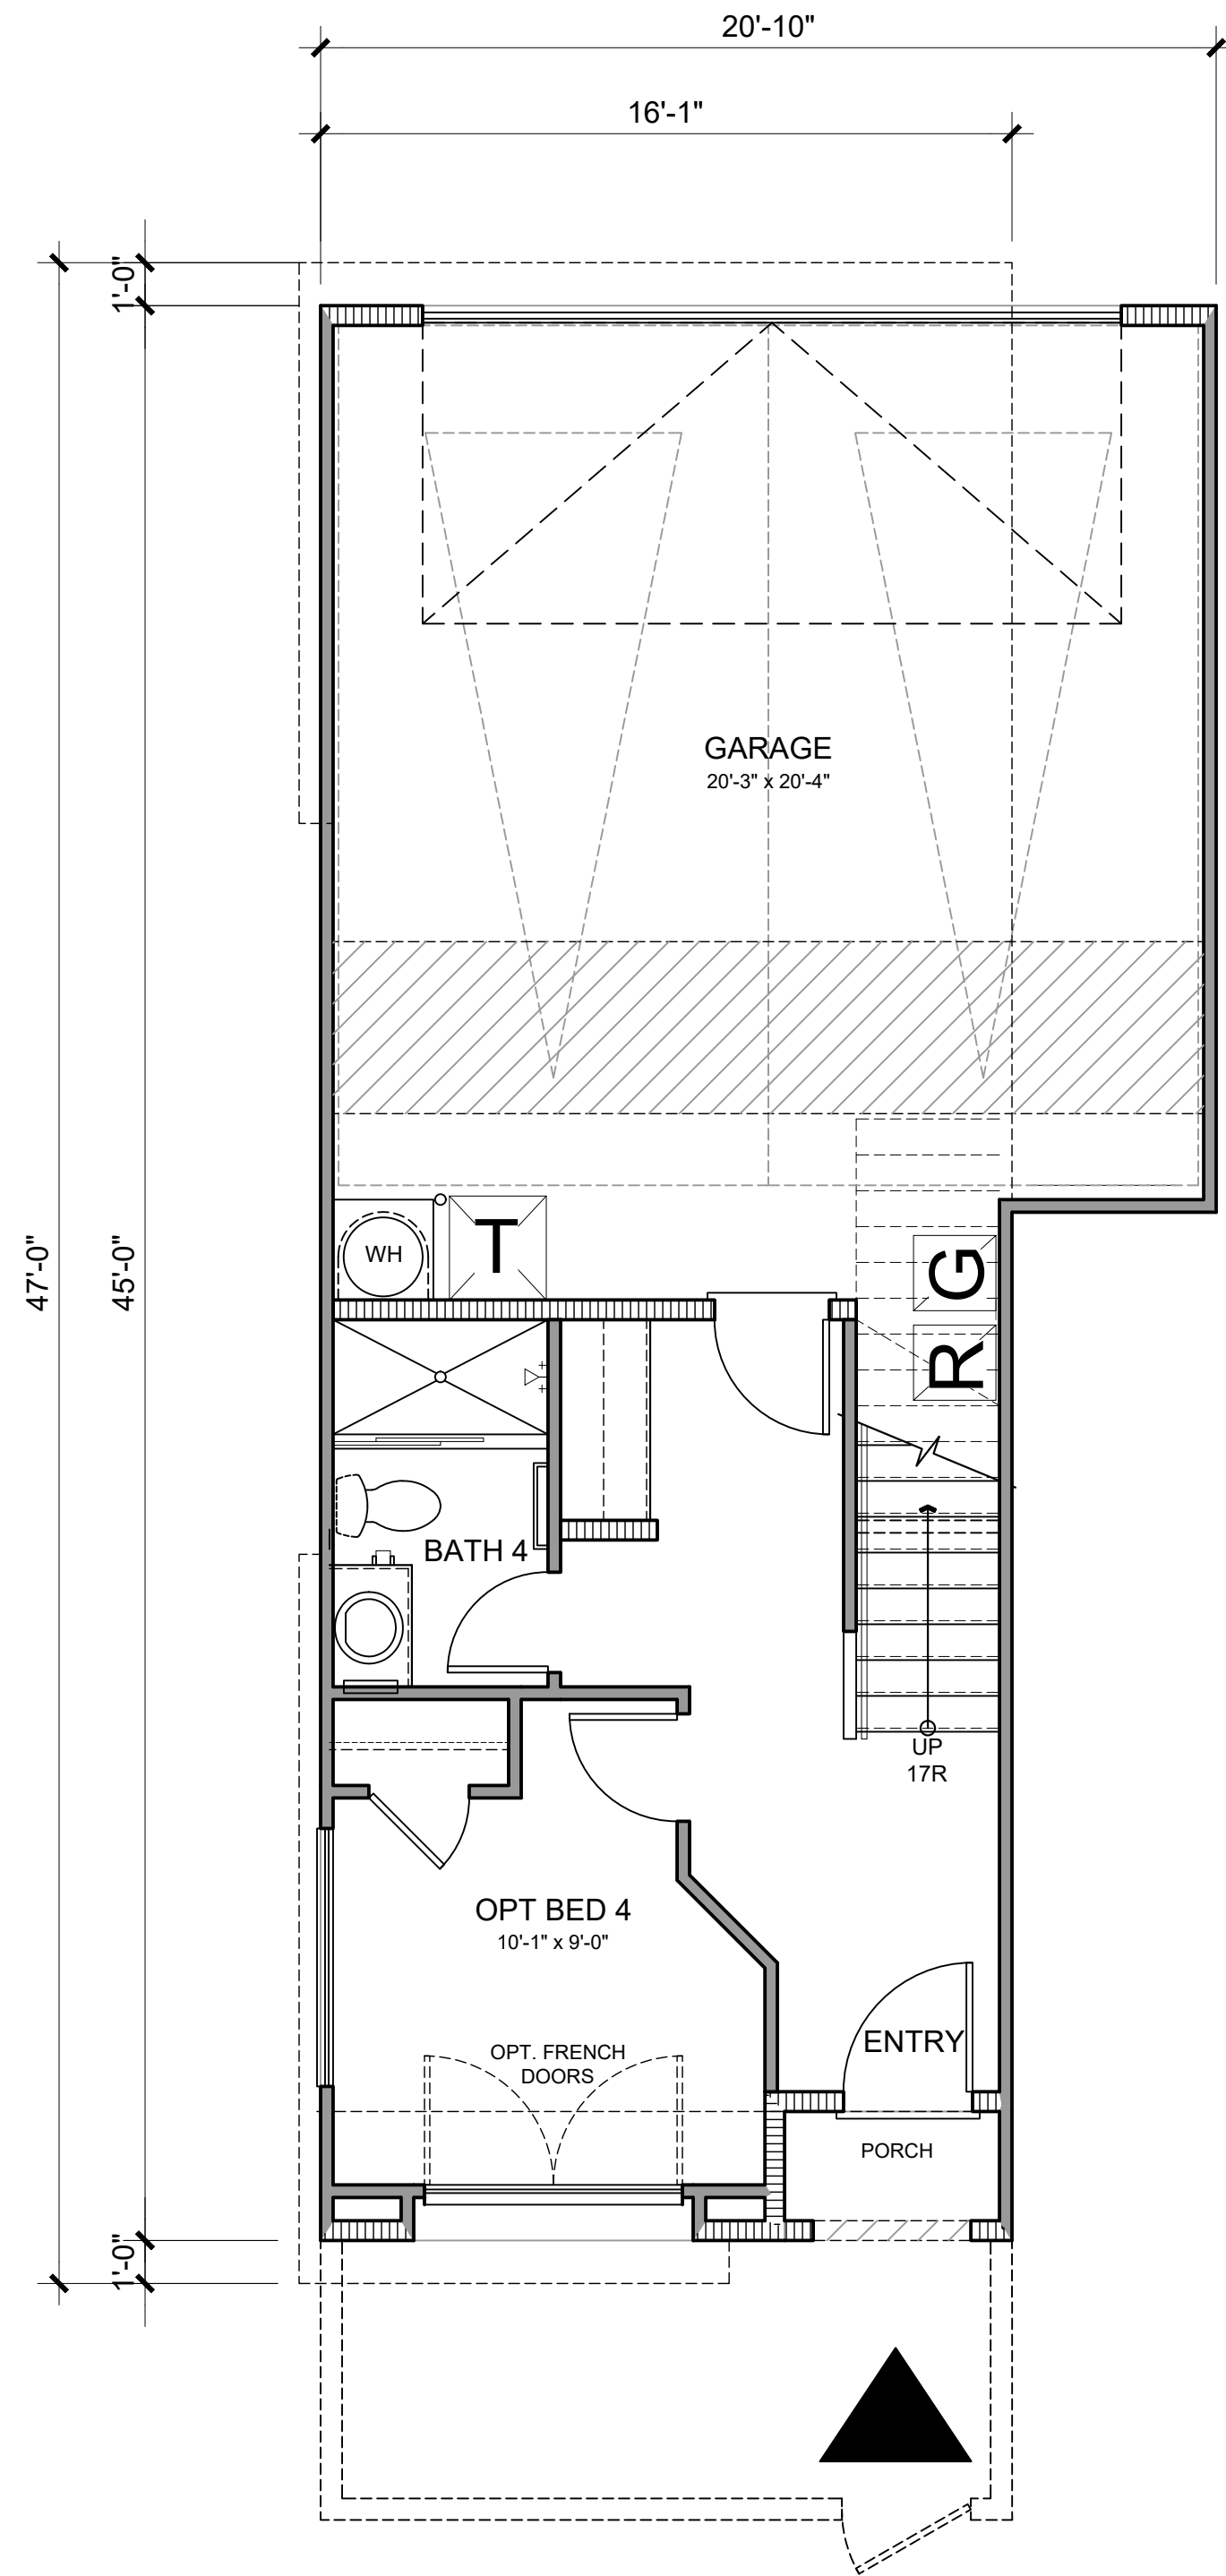 20'-10"
16'-1"
1'-0"
GARAGE
20'-3" x 20'-4"
47'-0"
45'-0"
WH
T
G
R
BATH 4
UP
17R
OPT BED 4
10'-1" x 9'-0"
OPT. FRENCH
DOORS
ENTRY
PORCH
1'-0"